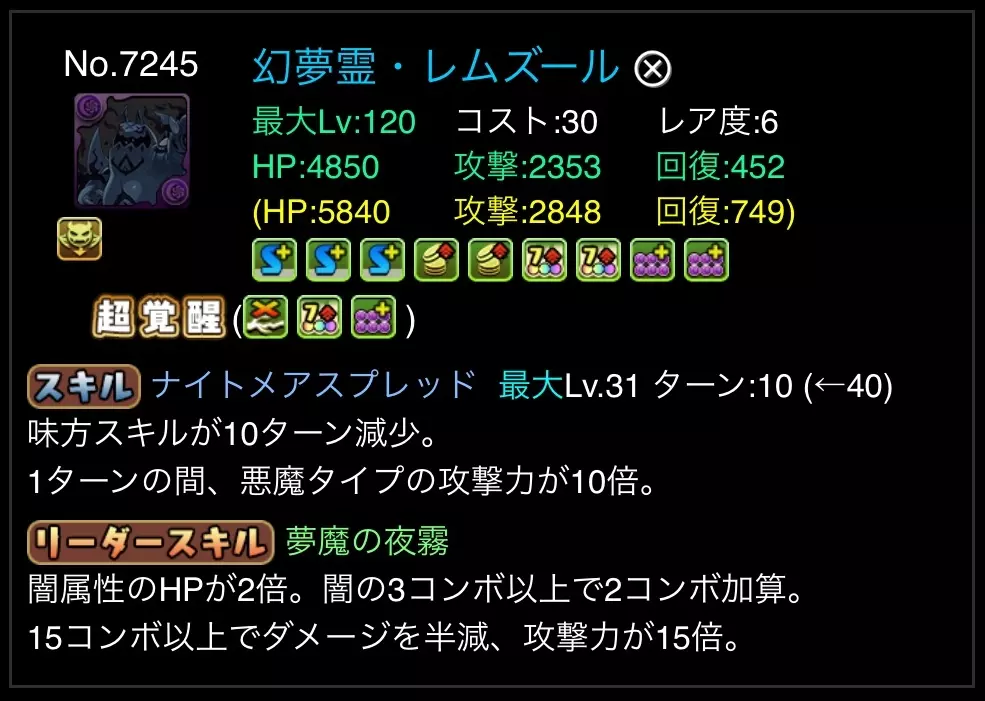 No.7245 幻夢霊・レムズール
最大Lv:120 コスト:30 レア度:6
HP:4850 攻撃:2353 回復:452
(HP:5840 攻撃:2848 回復:749)
超覚醒( )
スキル ナイトメアスプレッド 最大Lv.31 ターン:10 (←40)
味方スキルが10ターン減少。
1ターンの間、悪魔タイプの攻撃力が10倍。
リーダースキル 夢魔の夜霧
闇属性のHPが2倍。闇の3コンボ以上で2コンボ加算。
15コンボ以上でダメージを半減、攻撃力が15倍。